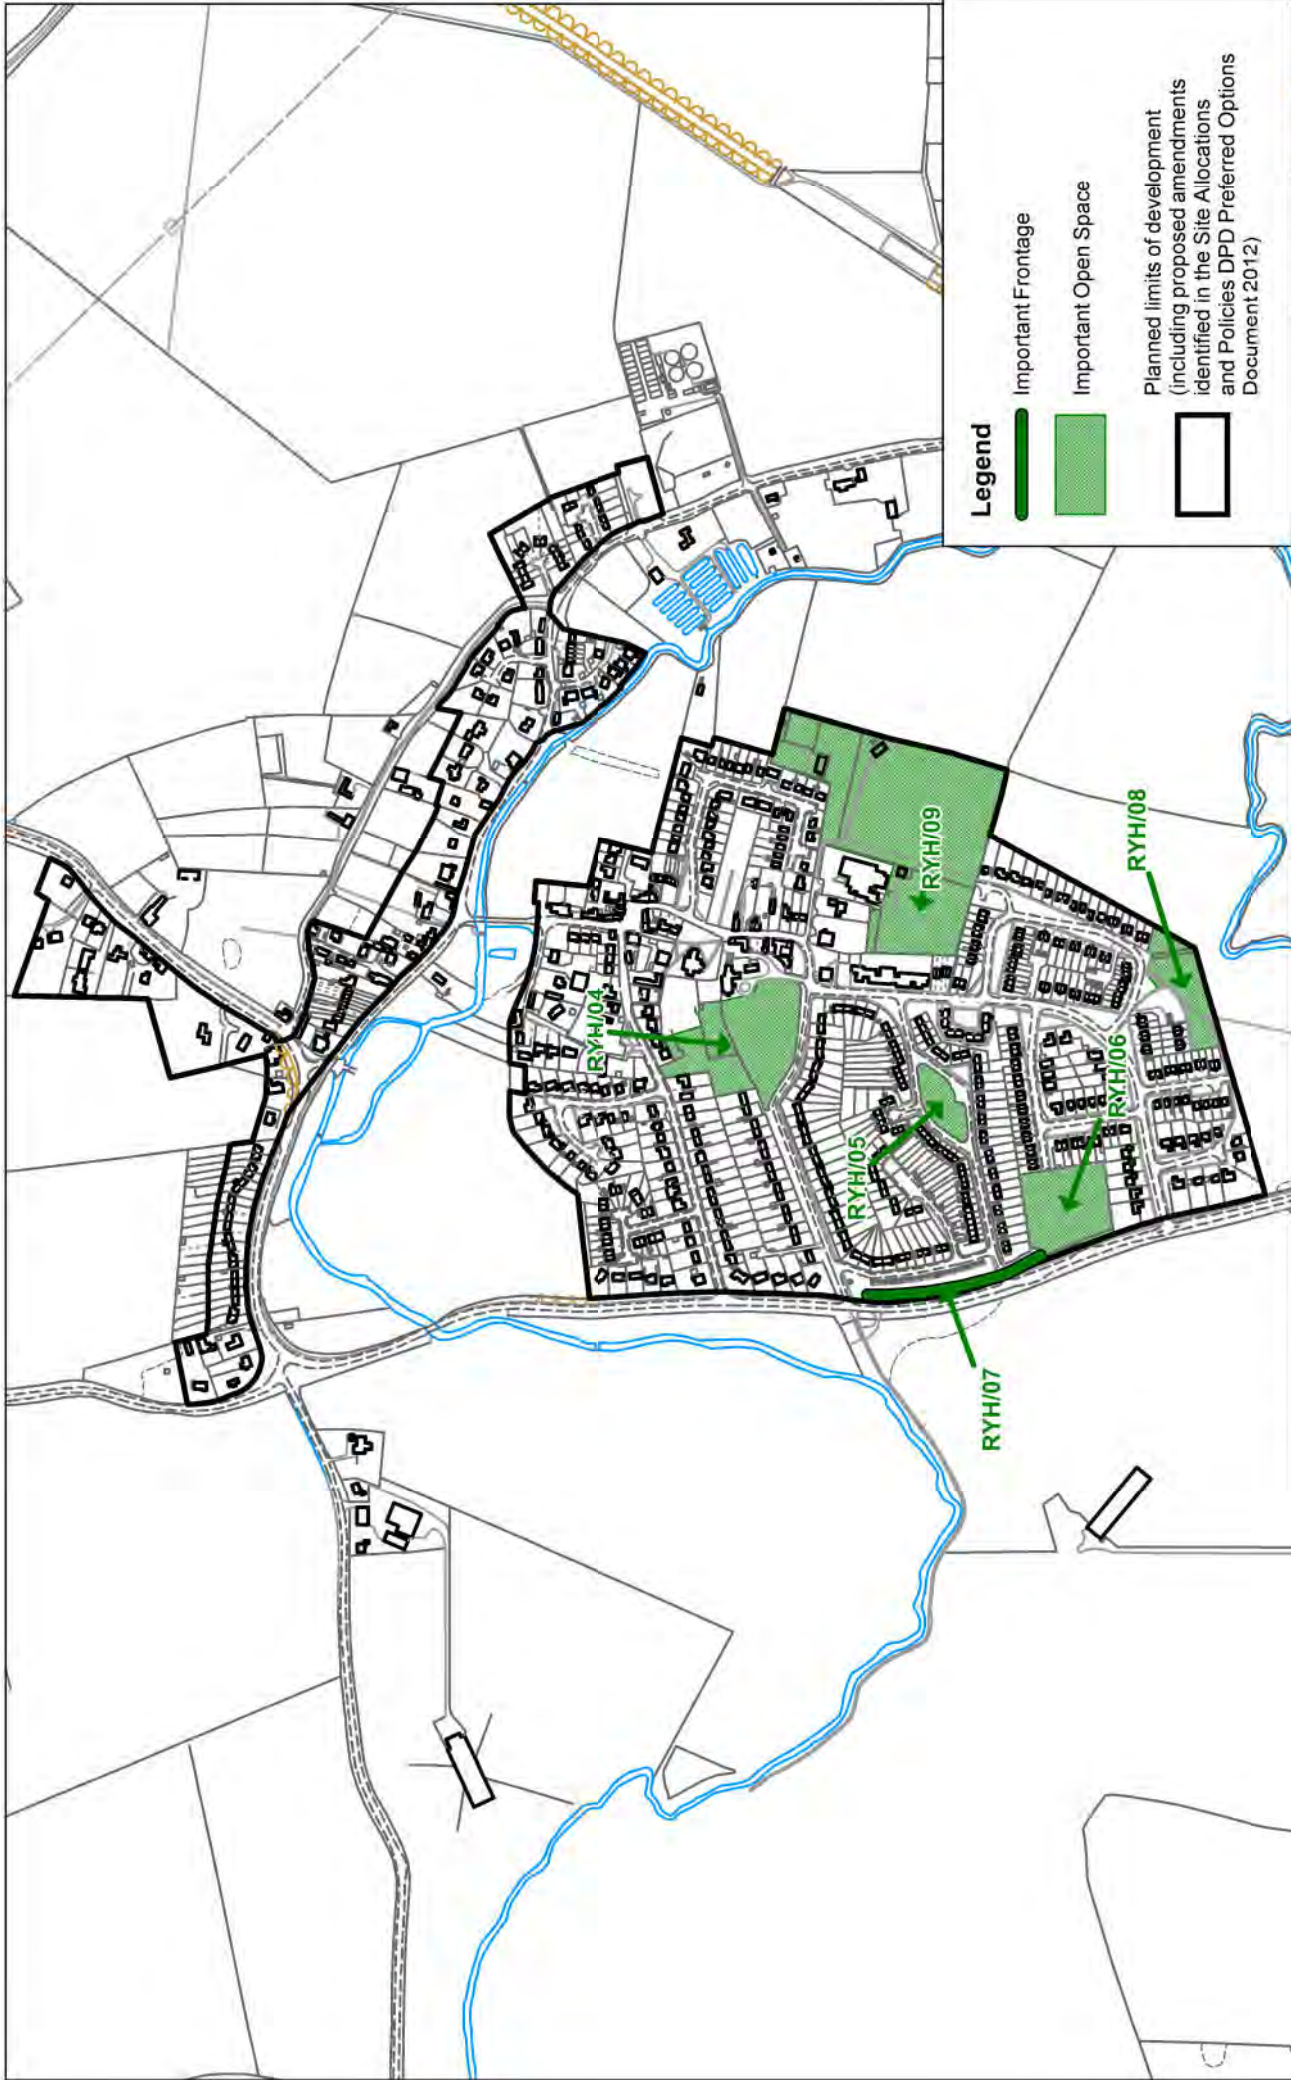 RYH/04
RYH/05
RYH/06
RYH/07
RYH/08
RYH/09
Legend
Important Frontage
Important Open Space
Planned limits of development
(including proposed amendments
identified in the Site Allocations
and Policies DPD Preferred Options
Document 2012)